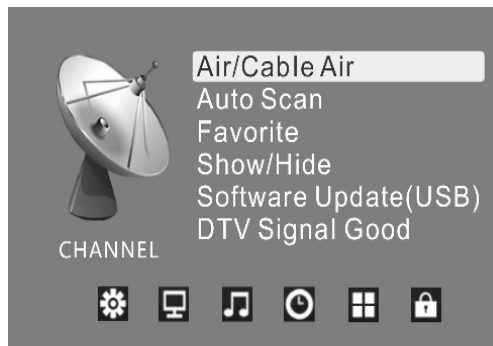 Air/Cable Air
Auto Scan
Favorite
Show/Hide
Software Update(USB)
DTV Signal Good
CHANNEL